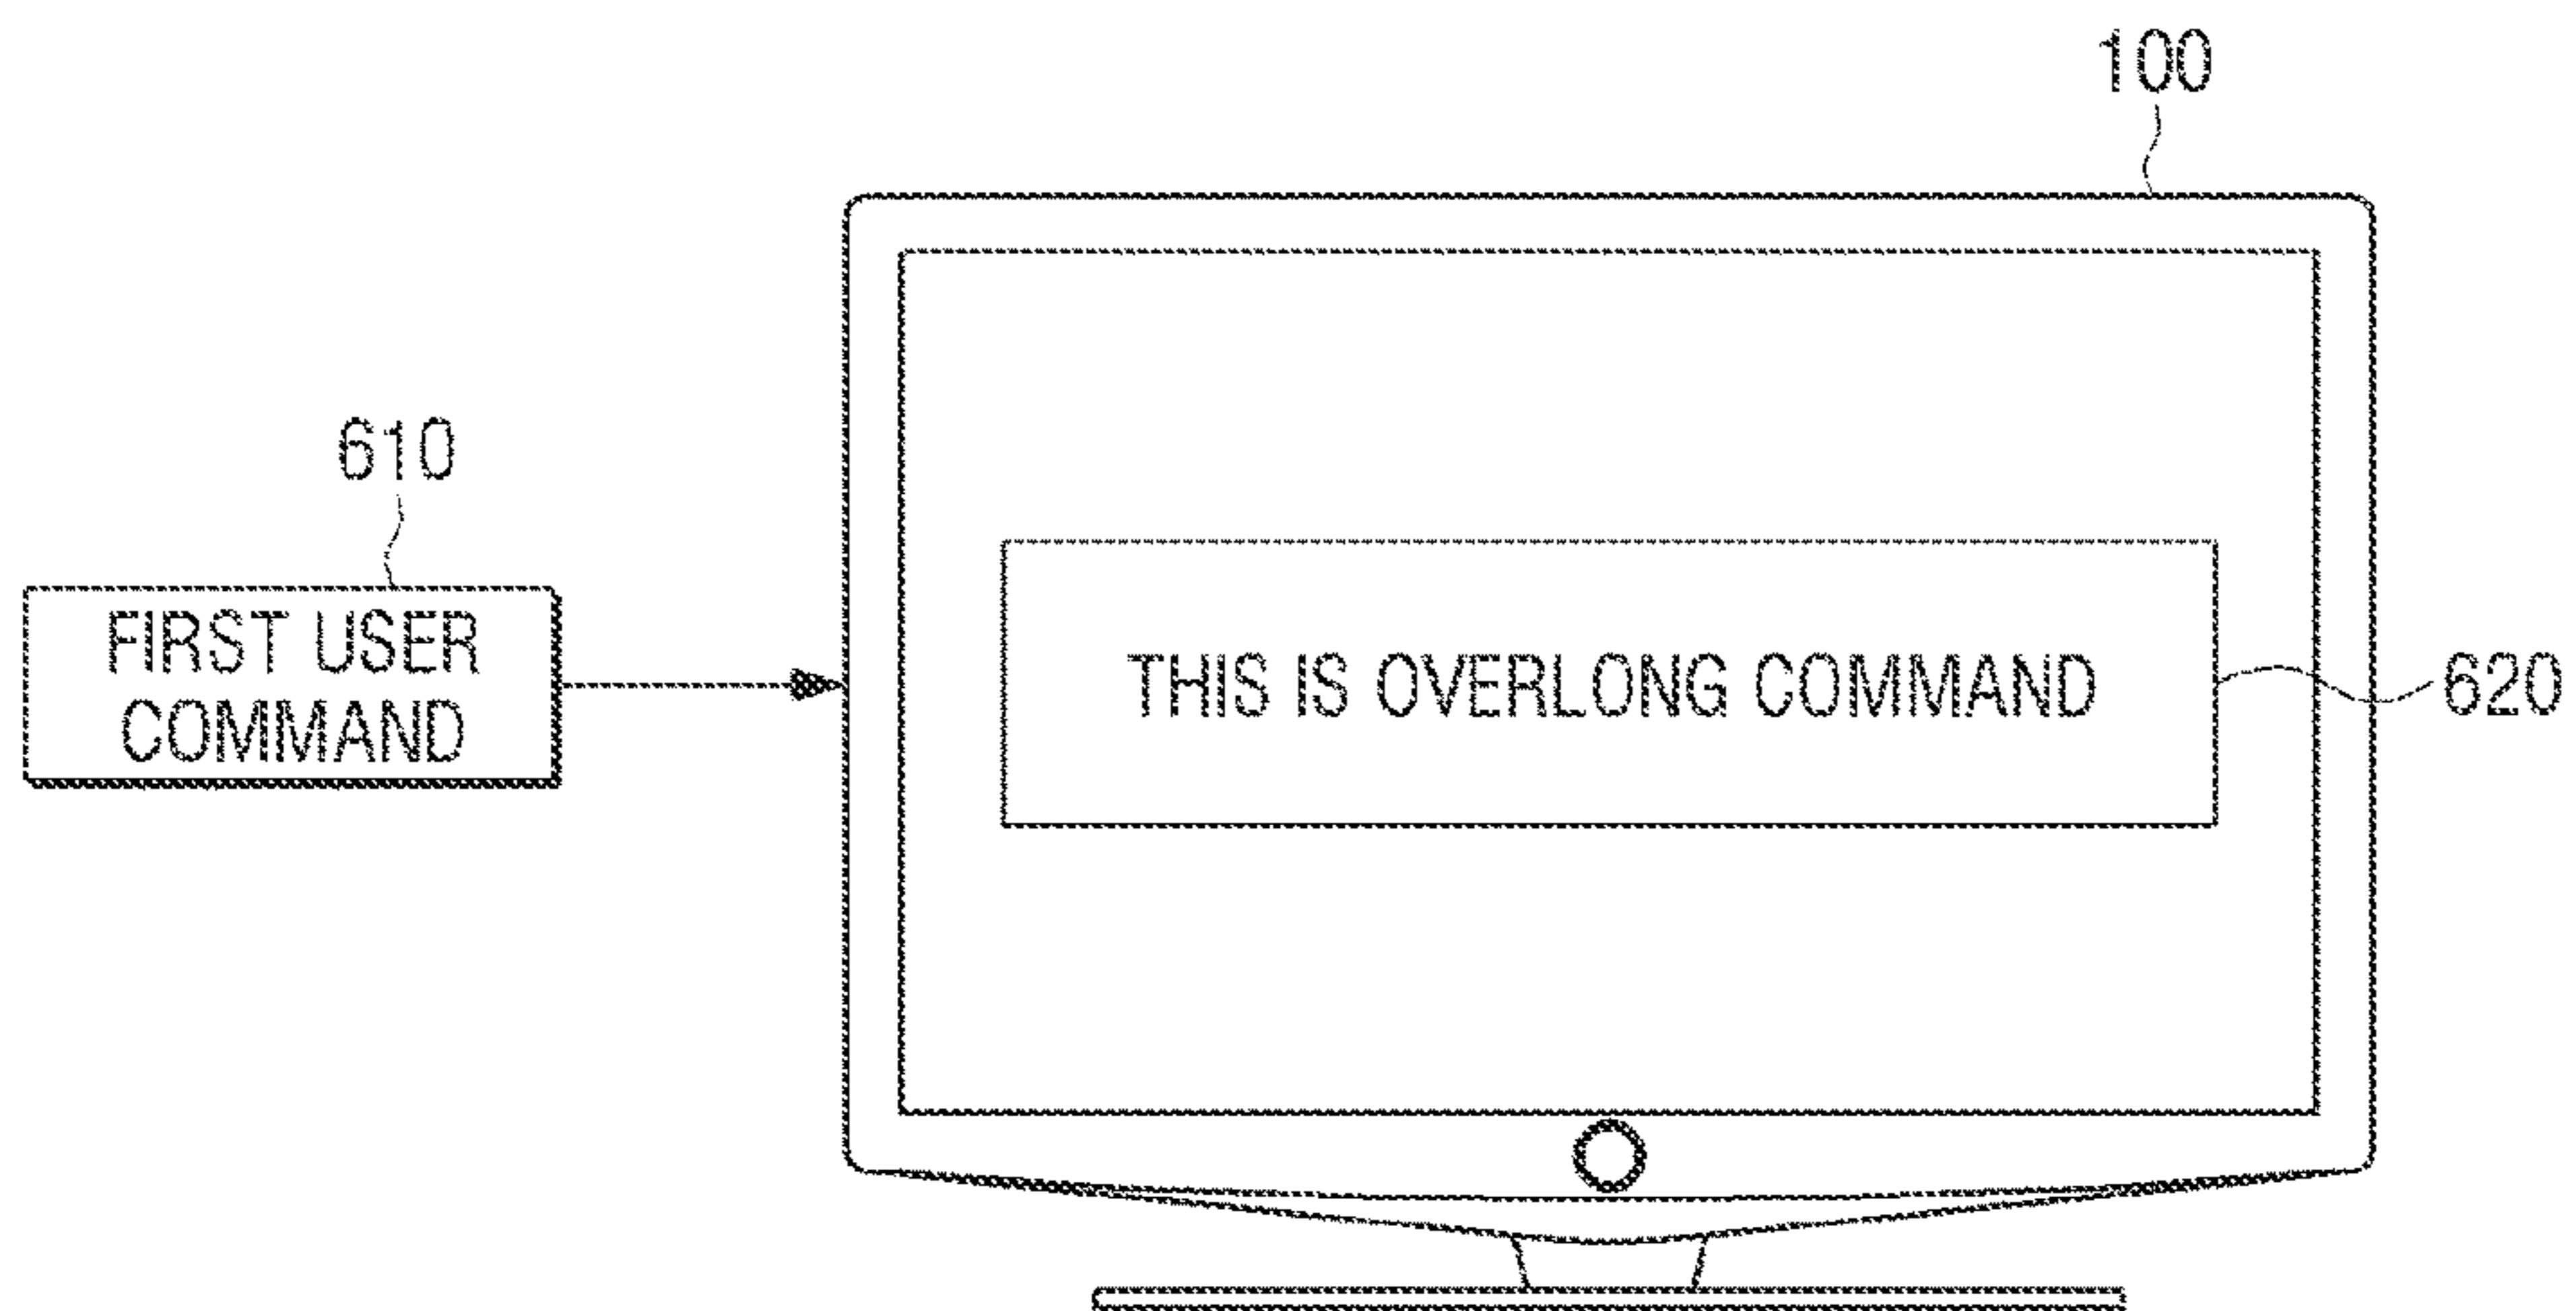 100
610
FIRST USER
COMMAND
THIS IS OVERLONG COMMAND
620